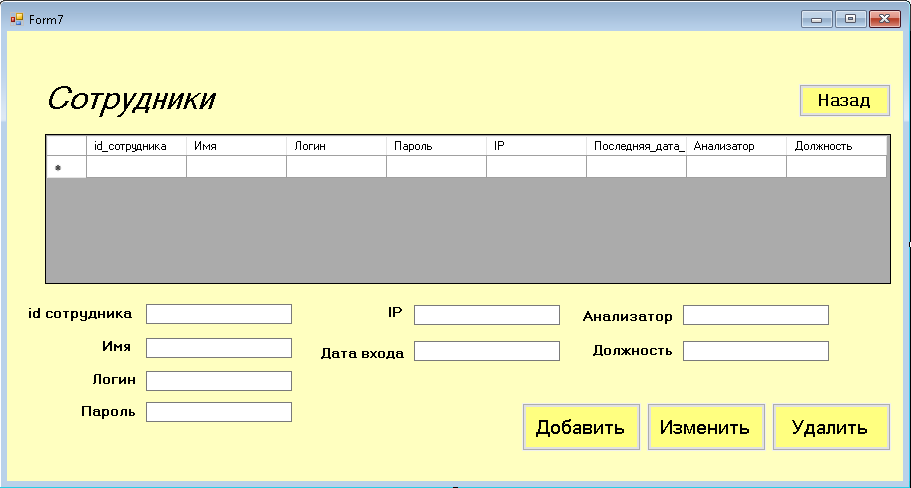 Form7
Сотрудники
Назад
id_сотрудника Имя Логин Пароль IP Последняя_дата_ Анализатор Должность
id сотрудника IP Анализатор
Имя Дата входа Должность
Логин
Пароль
Добавить Изменить Удалить